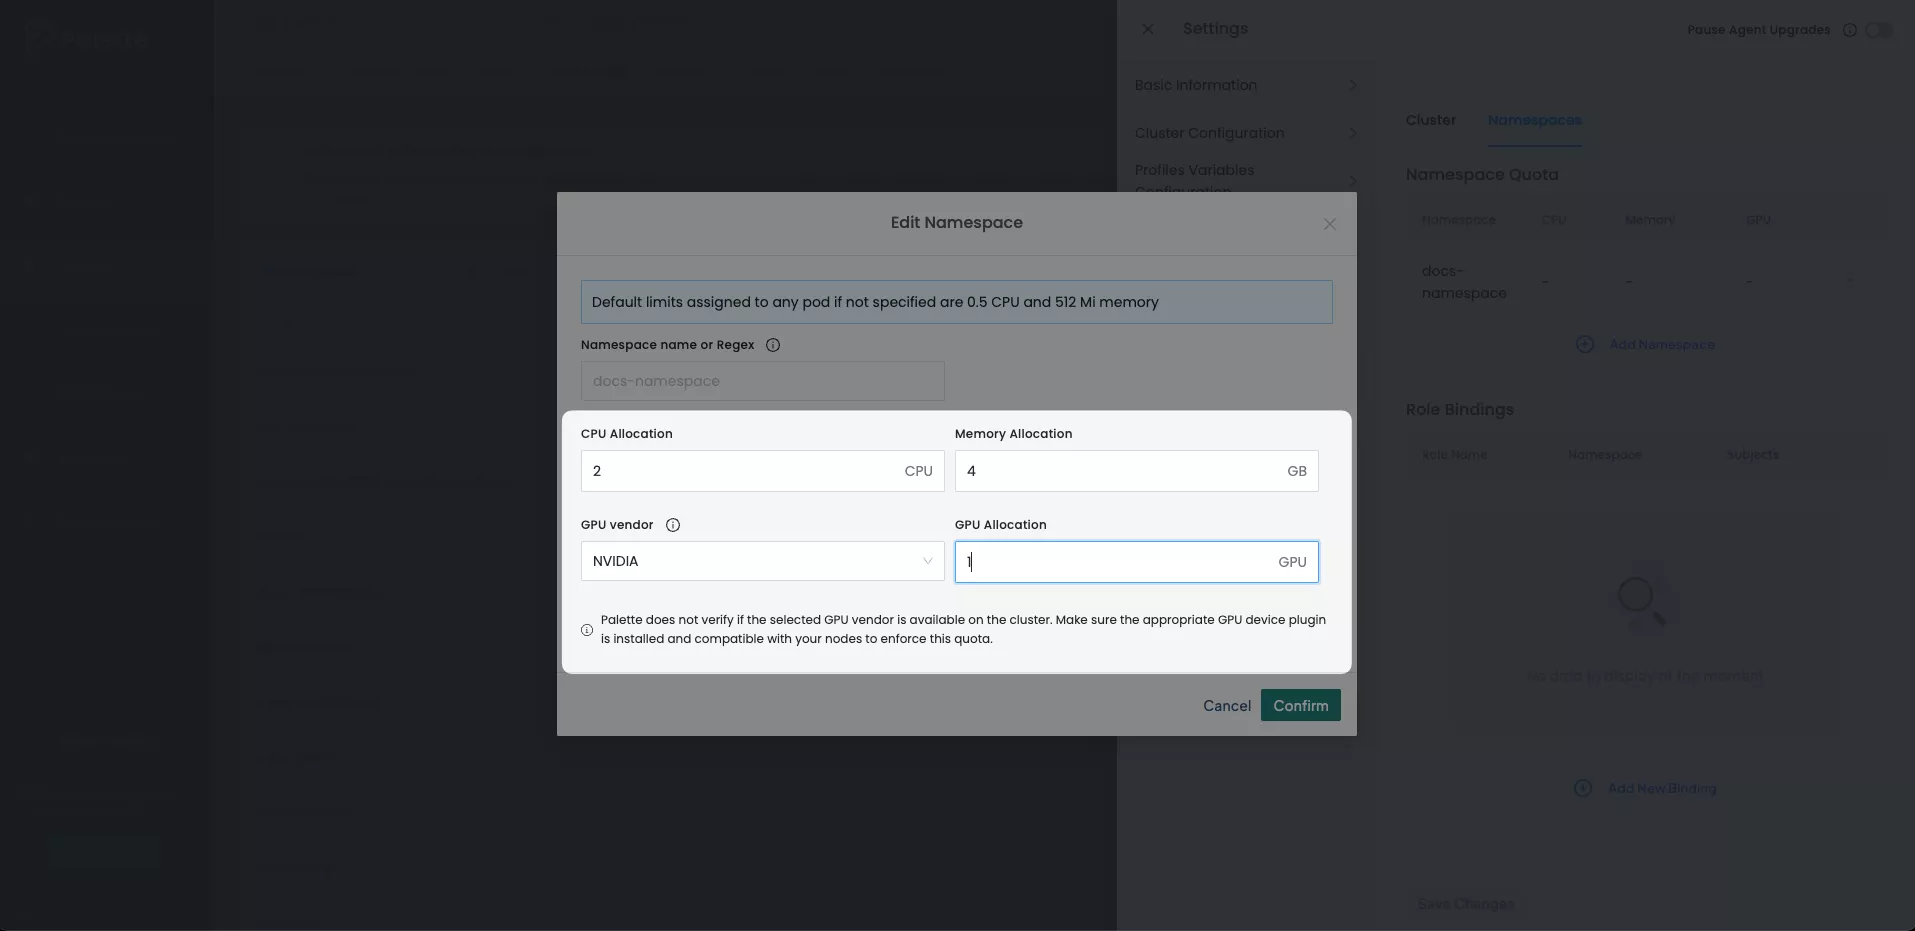 Settings
Pause Agent Upgrades
Basic Information
Cluster Configuration
Profiles Variables
Configuration
Cluster
Namespaces
Namespace Quota
Namespace CPU Memory GPU
docs-
namespace
- - -
Add Namespace
Role Bindings
Role Name Namespace Subjects
No data to display at the moment
Add New Binding
Save Changes
Edit Namespace
Default limits assigned to any pod if not specified are 0.5 CPU and 512 Mi memory
Namespace name or Regex
docs-namespace
CPU Allocation
2 CPU
Memory Allocation
4 GB
GPU vendor
NVIDIA
GPU Allocation
1 GPU
Palette does not verify if the selected GPU vendor is available on the cluster. Make sure the appropriate GPU device plugin
is installed and compatible with your nodes to enforce this quota.
Cancel
Confirm